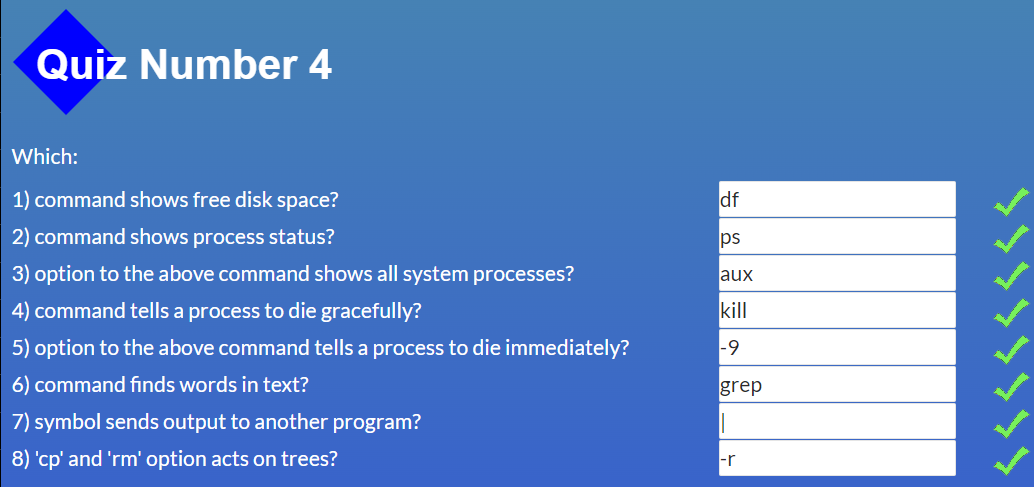 Quiz Number 4
Which:
1) command shows free disk space? df
2) command shows process status? ps
3) option to the above command shows all system processes? aux
4) command tells a process to die gracefully? kill
5) option to the above command tells a process to die immediately? -9
6) command finds words in text? grep
7) symbol sends output to another program? |
8) 'cp' and 'rm' option acts on trees? -r